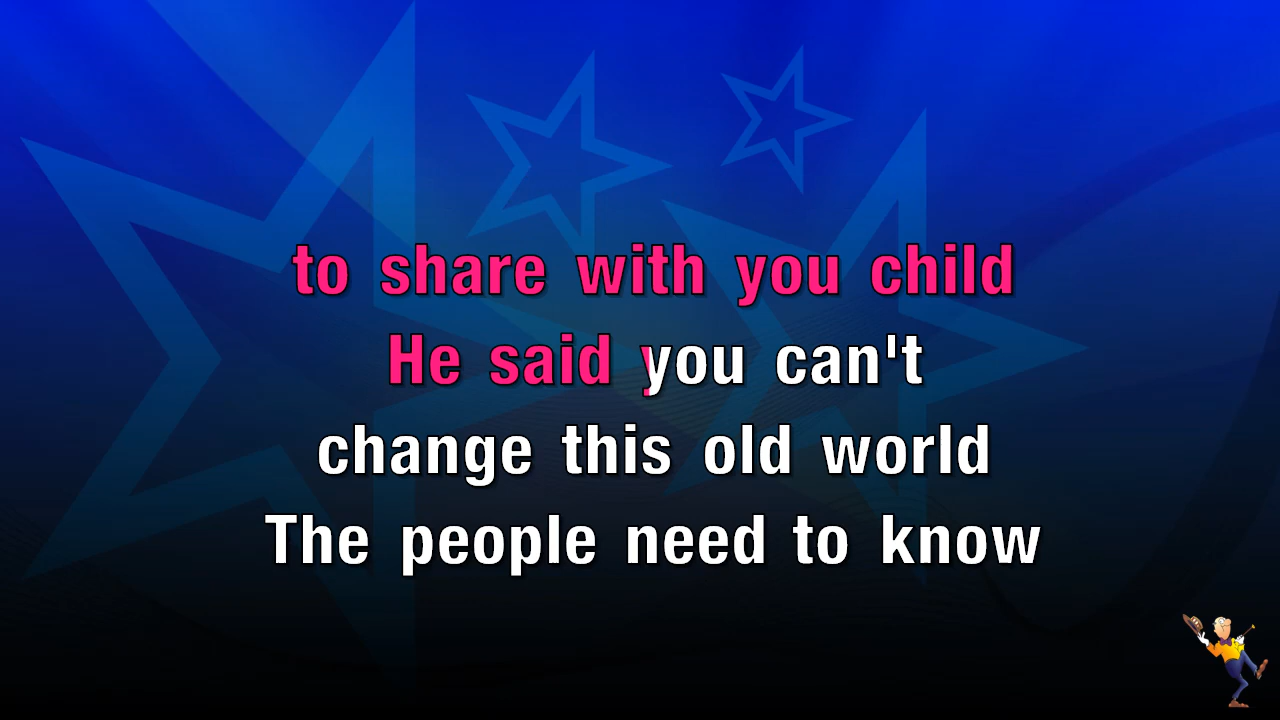 to share with you child
He said you can't
change this old world
The people need to know